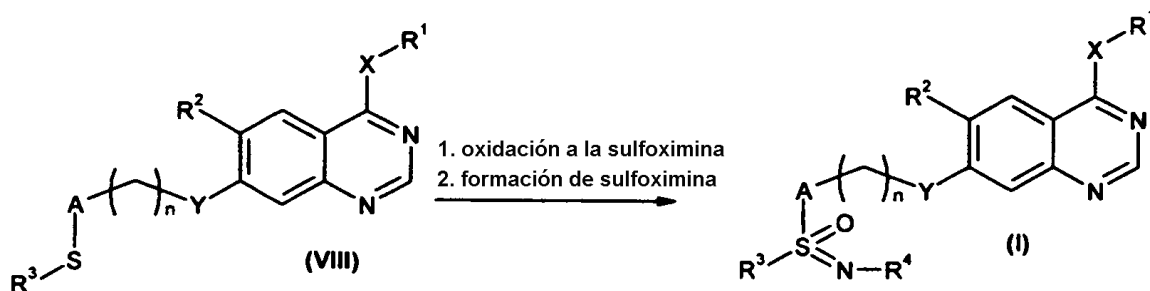 R¹
X
R²
N
N
A
( )n
Y
S
R³
(VIII)
1. oxidación a la sulfoximina
2. formación de sulfoximina
R
X
R²
N
N
A
( )n
Y
O
R³
S
N–R⁴
(I)